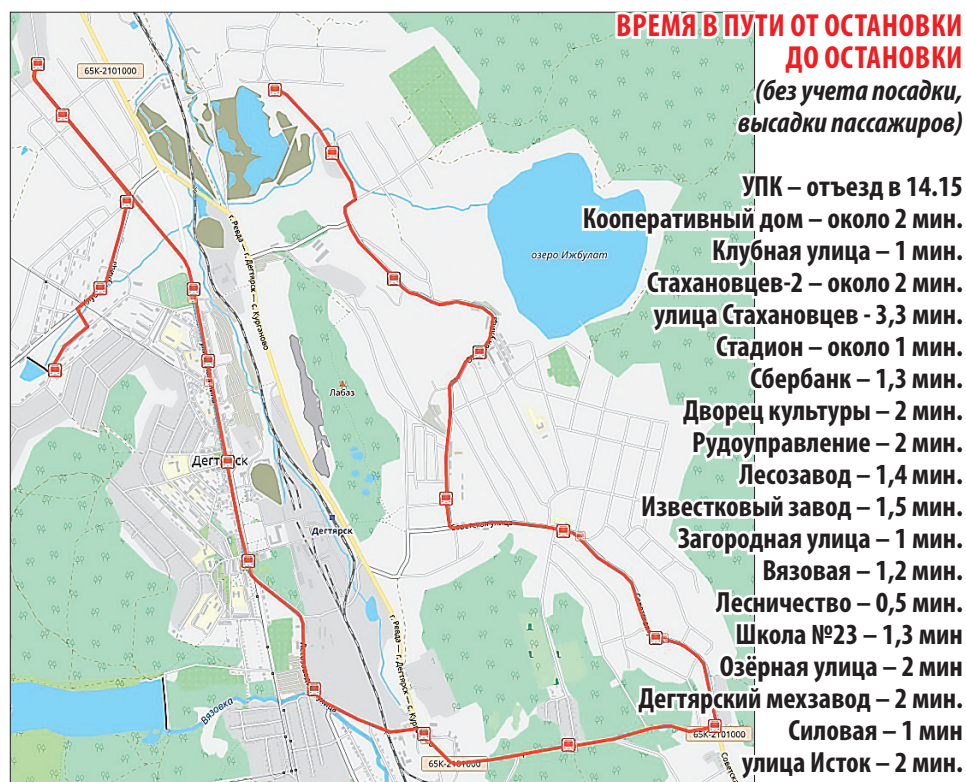 ВРЕМЯ В ПУТИ ОТ ОСТАНОВКИ
ДО ОСТАНОВКИ
(без учета посадки,
высадки пассажиров)
УПК – отъезд в 14.15
Кооперативный дом – около 2 мин.
Клубная улица – 1 мин.
Стахановцев-2 – около 2 мин.
улица Стахановцев - 3,3 мин.
Стадион – около 1 мин.
Сбербанк – 1,3 мин.
Дворец культуры – 2 мин.
Рудоуправление – 2 мин.
Лесозавод – 1,4 мин.
Известковый завод – 1,5 мин.
Загородная улица – 1 мин.
Вязовая – 1,2 мин.
Лесничество – 0,5 мин.
Школа №23 – 1,3 мин
Озёрная улица – 2 мин
Дегтярский мехзавод – 2 мин.
Силовая – 1 мин
улица Исток – 2 мин.
65К-2101000
г. Ревда — г. Дегтярск — с. Курганово
озеро Ижбулат
Лабаз
Дегтярск
Вязовка
65К-2101000
65К-2101000